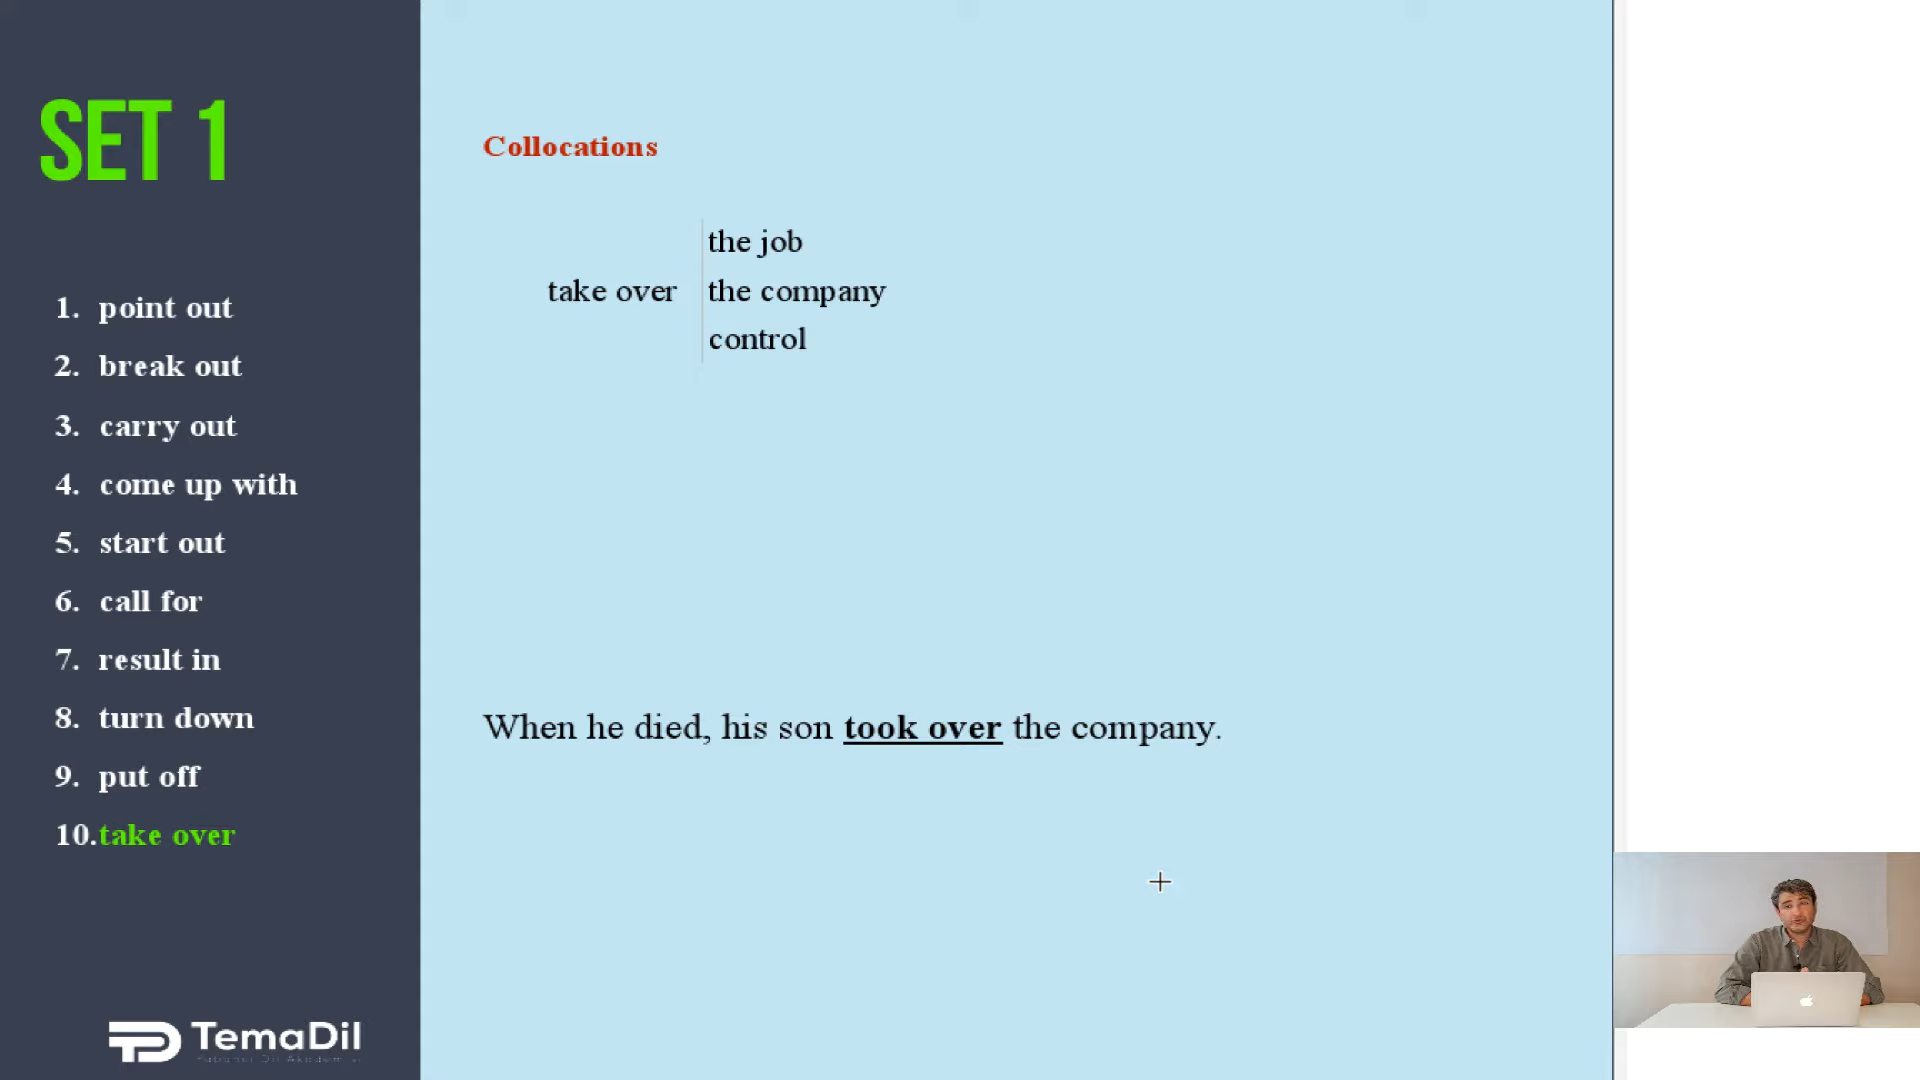 SET 1
1. point out
2. break out
3. carry out
4. come up with
5. start out
6. call for
7. result in
8. turn down
9. put off
10.take over
TemaDil
Collocations
the job
take over the company
control
When he died, his son took over the company.